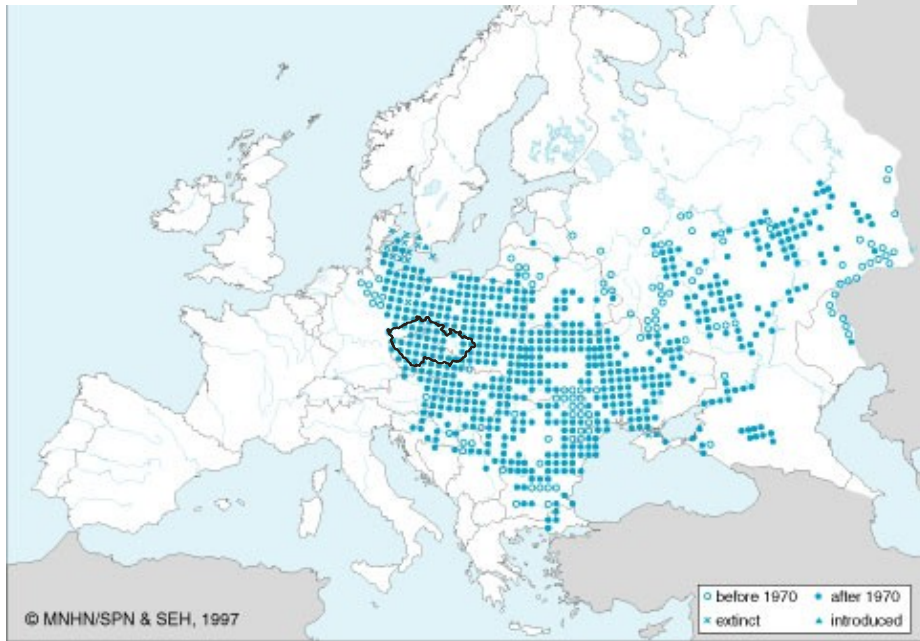 before 1970
after 1970
extinct
introduced
© MNHN/SPN & SEH, 1997